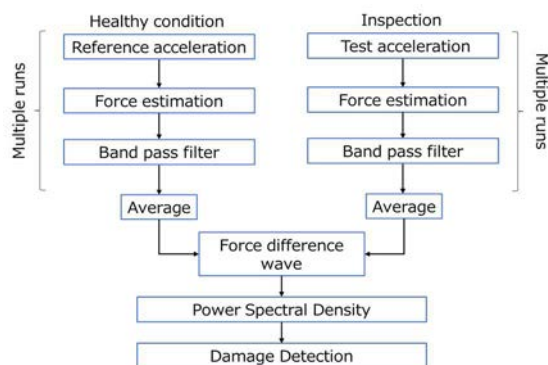 Healthy condition
Inspection
Reference acceleration
Test acceleration
Multiple runs
Force estimation
Force estimation
Multiple runs
Band pass filter
Band pass filter
Average
Average
Force difference
wave
Power Spectral Density
Damage Detection